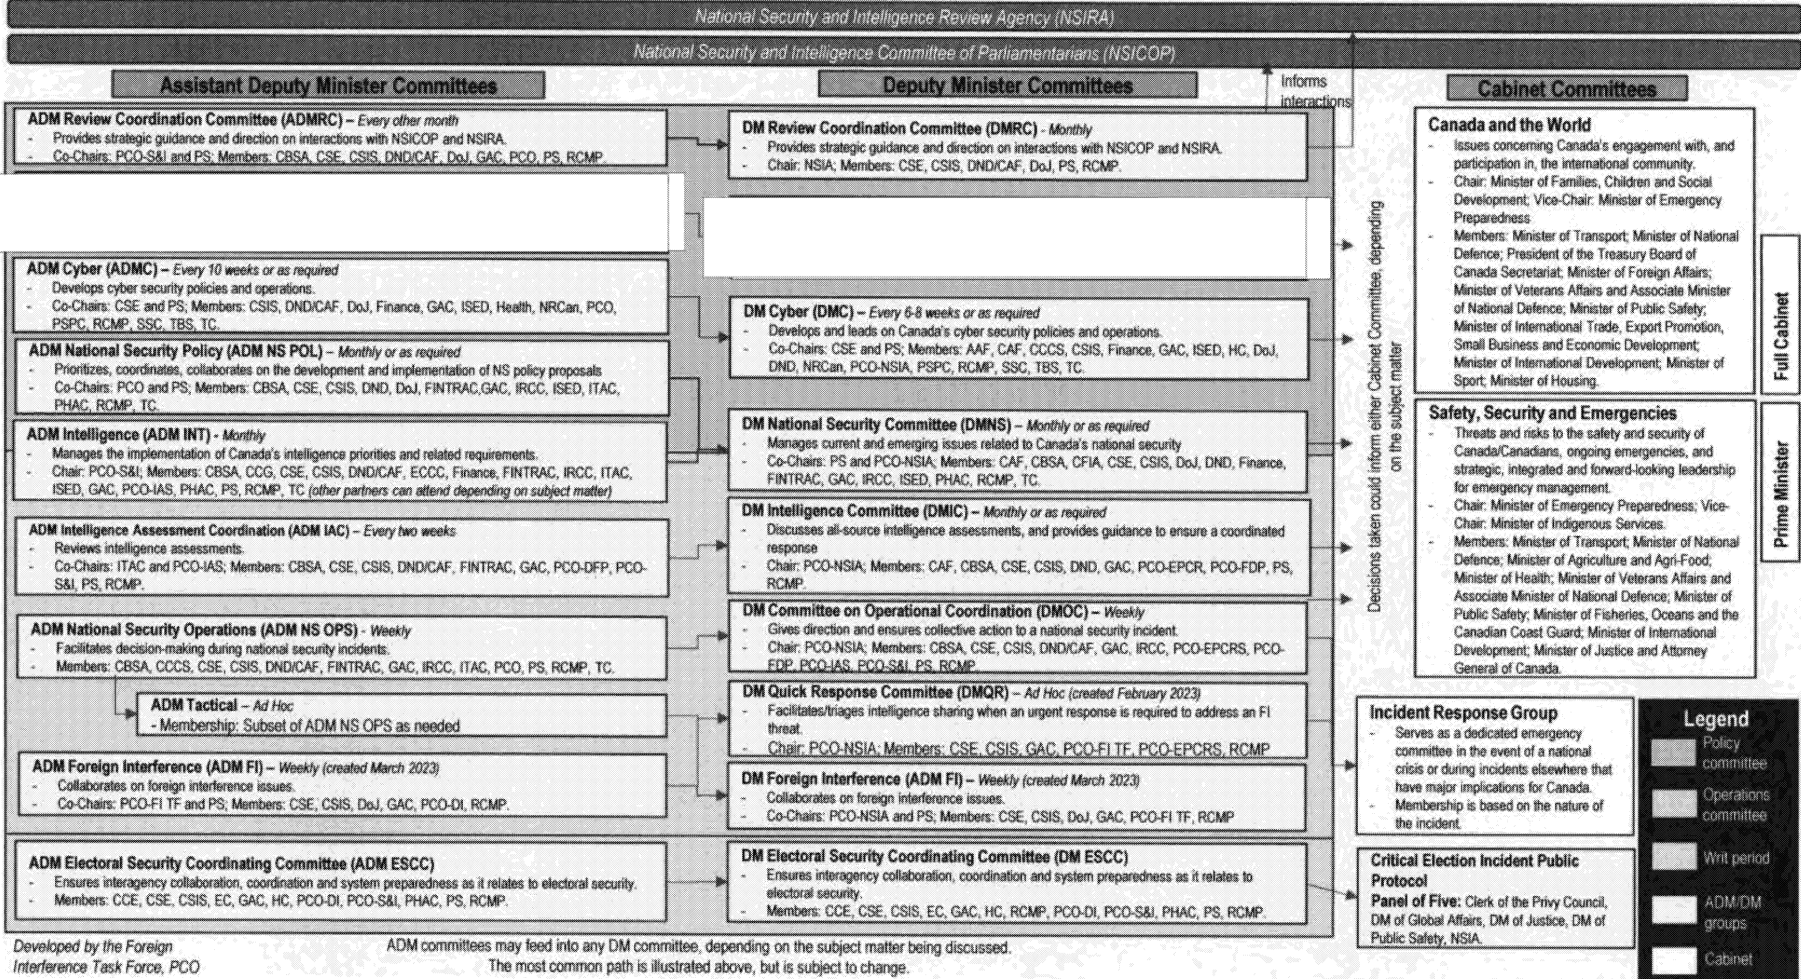 National Security and Intelligence Review Agency (NSIRA)
National Security and Intelligence Committee of Parliamentarians (NSICOP)
Assistant Deputy Minister Committees
ADM Review Coordination Committee (ADMRC) – Every other month
- Provides strategic guidance and direction on interactions with NSICOP and NSIRA.
- Co-Chairs: PCO-S&I and PS; Members: CBSA, CSE, CSIS, DND/CAF, DoJ, GAC, PCO, PS, RCMP.
ADM Cyber (ADMC) – Every 10 weeks or as required
- Develops cyber security policies and operations.
- Co-Chairs: CSE and PS; Members: CSIS, DND/CAF, DoJ, Finance, GAC, ISED, Health, NRCan, PCO,
PSPC, RCMP, SSC, TBS, TC.
ADM National Security Policy (ADM NS POL) – Monthly or as required
- Prioritizes, coordinates, collaborates on the development and implementation of NS policy proposals
- Co-Chairs: PCO and PS; Members: CBSA, CSE, CSIS, DND, DoJ, FINTRAC,GAC, IRCC, ISED, ITAC,
PHAC, RCMP, TC.
ADM Intelligence (ADM INT) - Monthly
- Manages the implementation of Canada's intelligence priorities and related requirements.
- Chair: PCO-S&I; Members: CBSA, CCG, CSE, CSIS, DND/CAF, ECCC, Finance, FINTRAC, IRCC, ITAC,
ISED, GAC, PCO-IAS, PHAC, PS, RCMP, TC (other partners can attend depending on subject matter)
ADM Intelligence Assessment Coordination (ADM IAC) – Every two weeks
- Reviews intelligence assessments.
- Co-Chairs: ITAC and PCO-IAS; Members: CBSA, CSE, CSIS, DND/CAF, FINTRAC, GAC, PCO-DFP, PCO-
S&I, PS, RCMP.
ADM National Security Operations (ADM NS OPS) - Weekly
- Facilitates decision-making during national security incidents.
- Members: CBSA, CCCS, CSE, CSIS, DND/CAF, FINTRAC, GAC, IRCC, ITAC, PCO, PS, RCMP, TC.
ADM Tactical – Ad Hoc
- Membership: Subset of ADM NS OPS as needed
ADM Foreign Interference (ADM FI) – Weekly (created March 2023)
- Collaborates on foreign interference issues.
- Co-Chairs: PCO-FI TF and PS; Members: CSE, CSIS, DoJ, GAC, PCO-DI, RCMP.
ADM Electoral Security Coordinating Committee (ADM ESCC)
- Ensures interagency collaboration, coordination and system preparedness as it relates to electoral security.
- Members: CCE, CSE, CSIS, EC, GAC, HC, PCO-DI, PCO-S&I, PHAC, PS, RCMP.
Deputy Minister Committees
DM Review Coordination Committee (DMRC) - Monthly
- Provides strategic guidance and direction on interactions with NSICOP and NSIRA.
- Chair: NSIA; Members: CSE, CSIS, DND/CAF, DoJ, PS, RCMP.
DM Cyber (DMC) – Every 6-8 weeks or as required
- Develops and leads on Canada's cyber security policies and operations.
- Co-Chairs: CSE and PS; Members: AAF, CAF, CCCS, CSIS, Finance, GAC, ISED, HC, DoJ,
DND, NRCan, PCO-NSIA, PSPC, RCMP, SSC, TBS, TC.
DM National Security Committee (DMNS) – Monthly or as required
- Manages current and emerging issues related to Canada's national security
- Co-Chairs: PS and PCO-NSIA; Members: CAF, CBSA, CFIA, CSE, CSIS, DoJ, DND, Finance,
FINTRAC, GAC, IRCC, ISED, PHAC, RCMP, TC.
DM Intelligence Committee (DMIC) – Monthly or as required
- Discusses all-source intelligence assessments, and provides guidance to ensure a coordinated
response
- Chair: PCO-NSIA; Members: CAF, CBSA, CSE, CSIS, DND, GAC, PCO-EPCR, PCO-FDP, PS,
RCMP.
DM Committee on Operational Coordination (DMOC) – Weekly
- Gives direction and ensures collective action to a national security incident.
- Chair: PCO-NSIA; Members: CBSA, CSE, CSIS, DND/CAF, GAC, IRCC, PCO-EPCRS, PCO-
FDP, PCO-IAS, PCO-S&I, PS, RCMP
DM Quick Response Committee (DMQR) – Ad Hoc (created February 2023)
- Facilitates/triages intelligence sharing when an urgent response is required to address an FI
threat.
- Chair: PCO-NSIA; Members: CSE, CSIS, GAC, PCO-FI TF, PCO-EPCRS, RCMP
DM Foreign Interference (ADM FI) – Weekly (created March 2023)
- Collaborates on foreign interference issues.
- Co-Chairs: PCO-NSIA and PS; Members: CSE, CSIS, DoJ, GAC, PCO-FI TF, RCMP
DM Electoral Security Coordinating Committee (DM ESCC)
- Ensures interagency collaboration, coordination and system preparedness as it relates to
electoral security.
- Members: CCE, CSE, CSIS, EC, GAC, HC, RCMP, PCO-DI, PCO-S&I, PHAC, PS, RCMP.
Informs
interactions
Decisions taken could inform either Cabinet Committee, depending
on the subject matter
Cabinet Committees
Canada and the World
- Issues concerning Canada's engagement with, and
participation in, the international community.
- Chair: Minister of Families, Children and Social
Development; Vice-Chair: Minister of Emergency
Preparedness
- Members: Minister of Transport; Minister of National
Defence; President of the Treasury Board of
Canada Secretariat; Minister of Foreign Affairs;
Minister of Veterans Affairs and Associate Minister
of National Defence; Minister of Public Safety;
Minister of International Trade, Export Promotion,
Small Business and Economic Development;
Minister of International Development; Minister of
Sport; Minister of Housing.
Safety, Security and Emergencies
- Threats and risks to the safety and security of
Canada/Canadians, ongoing emergencies, and
strategic, integrated and forward-looking leadership
for emergency management.
- Chair: Minister of Emergency Preparedness; Vice-
Chair: Minister of Indigenous Services.
- Members: Minister of Transport; Minister of National
Defence; Minister of Agriculture and Agri-Food;
Minister of Health; Minister of Veterans Affairs and
Associate Minister of National Defence; Minister of
Public Safety; Minister of Fisheries, Oceans and the
Canadian Coast Guard; Minister of International
Development; Minister of Justice and Attorney
General of Canada.
Full Cabinet
Prime Minister
Incident Response Group
- Serves as a dedicated emergency
committee in the event of a national
crisis or during incidents elsewhere that
have major implications for Canada.
- Membership is based on the nature of
the incident.
Critical Election Incident Public
Protocol
Panel of Five: Clerk of the Privy Council,
DM of Global Affairs, DM of Justice, DM of
Public Safety, NSIA.
Legend
Policy
committee
Operations
committee
Writ period
ADM/DM
groups
Cabinet
Developed by the Foreign
Interference Task Force, PCO
ADM committees may feed into any DM committee, depending on the subject matter being discussed.
The most common path is illustrated above, but is subject to change.